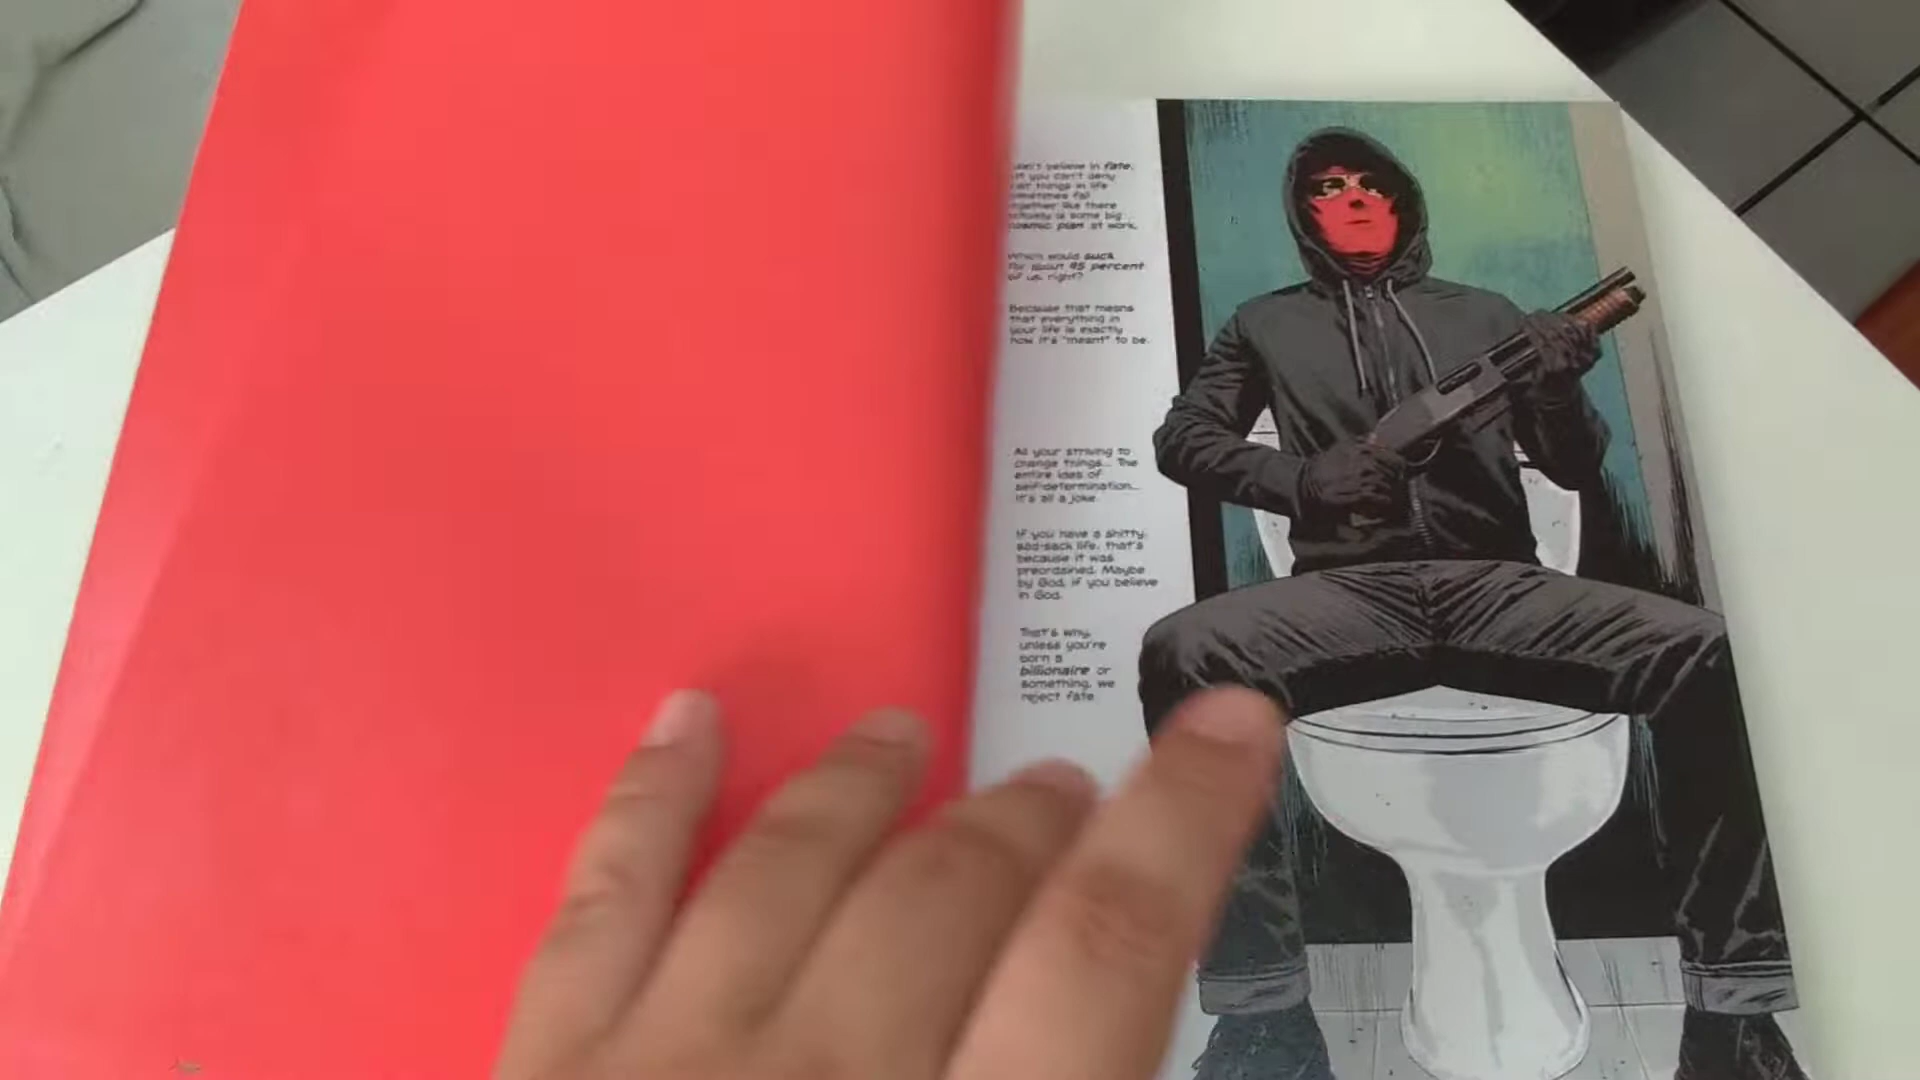 don't believe in fate.
if you can't deny
that things in life
sometimes fall
together like there
actually is some big
cosmic plan at work.
Which would suck
for about 95 percent
of us, right?
Because that means
that everything in
your life is exactly
how it's "meant" to be.
All your striving to
change things... The
entire idea of
self-determination...
It's all a joke.
If you have a shitty,
sad-sack life, that's
because it was
preordained. Maybe
by God, if you believe
in God.
That's why,
unless you're
born a
billionaire or
something, we
reject fate.